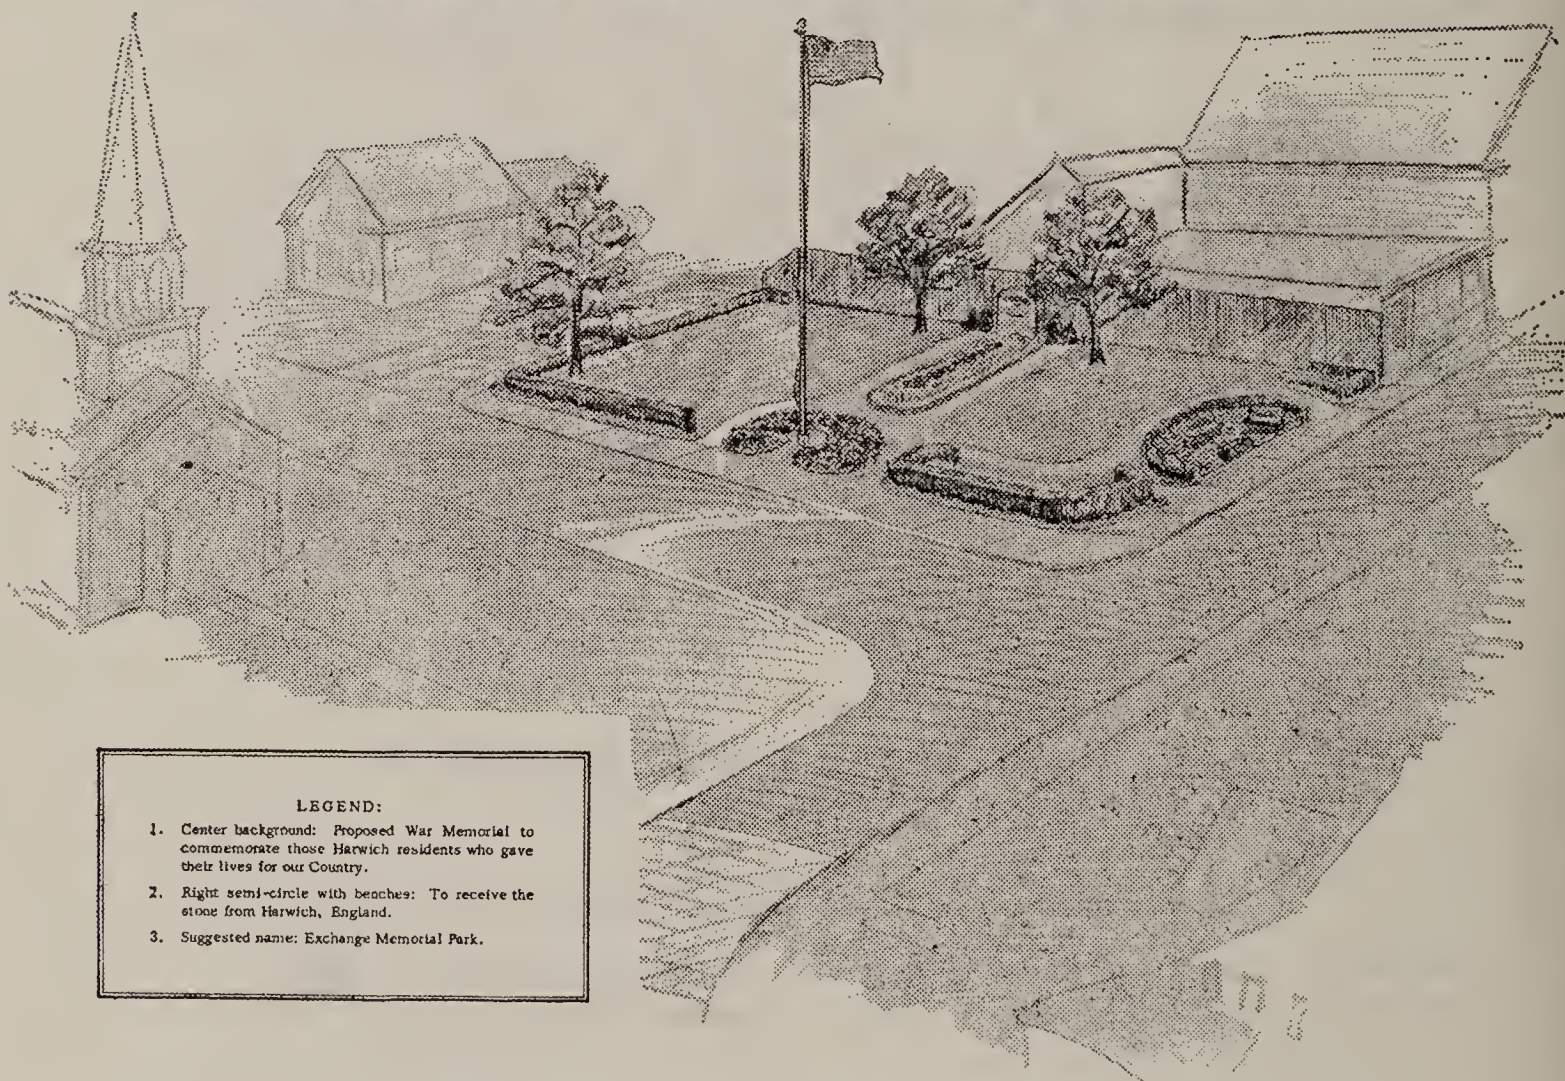 LEGEND:
1. Center background: Proposed War Memorial to
commemorate those Harwich residents who gave
their lives for our Country.
2. Right semi-circle with benches: To receive the
stone from Harwich, England.
3. Suggested name: Exchange Memorial Park.